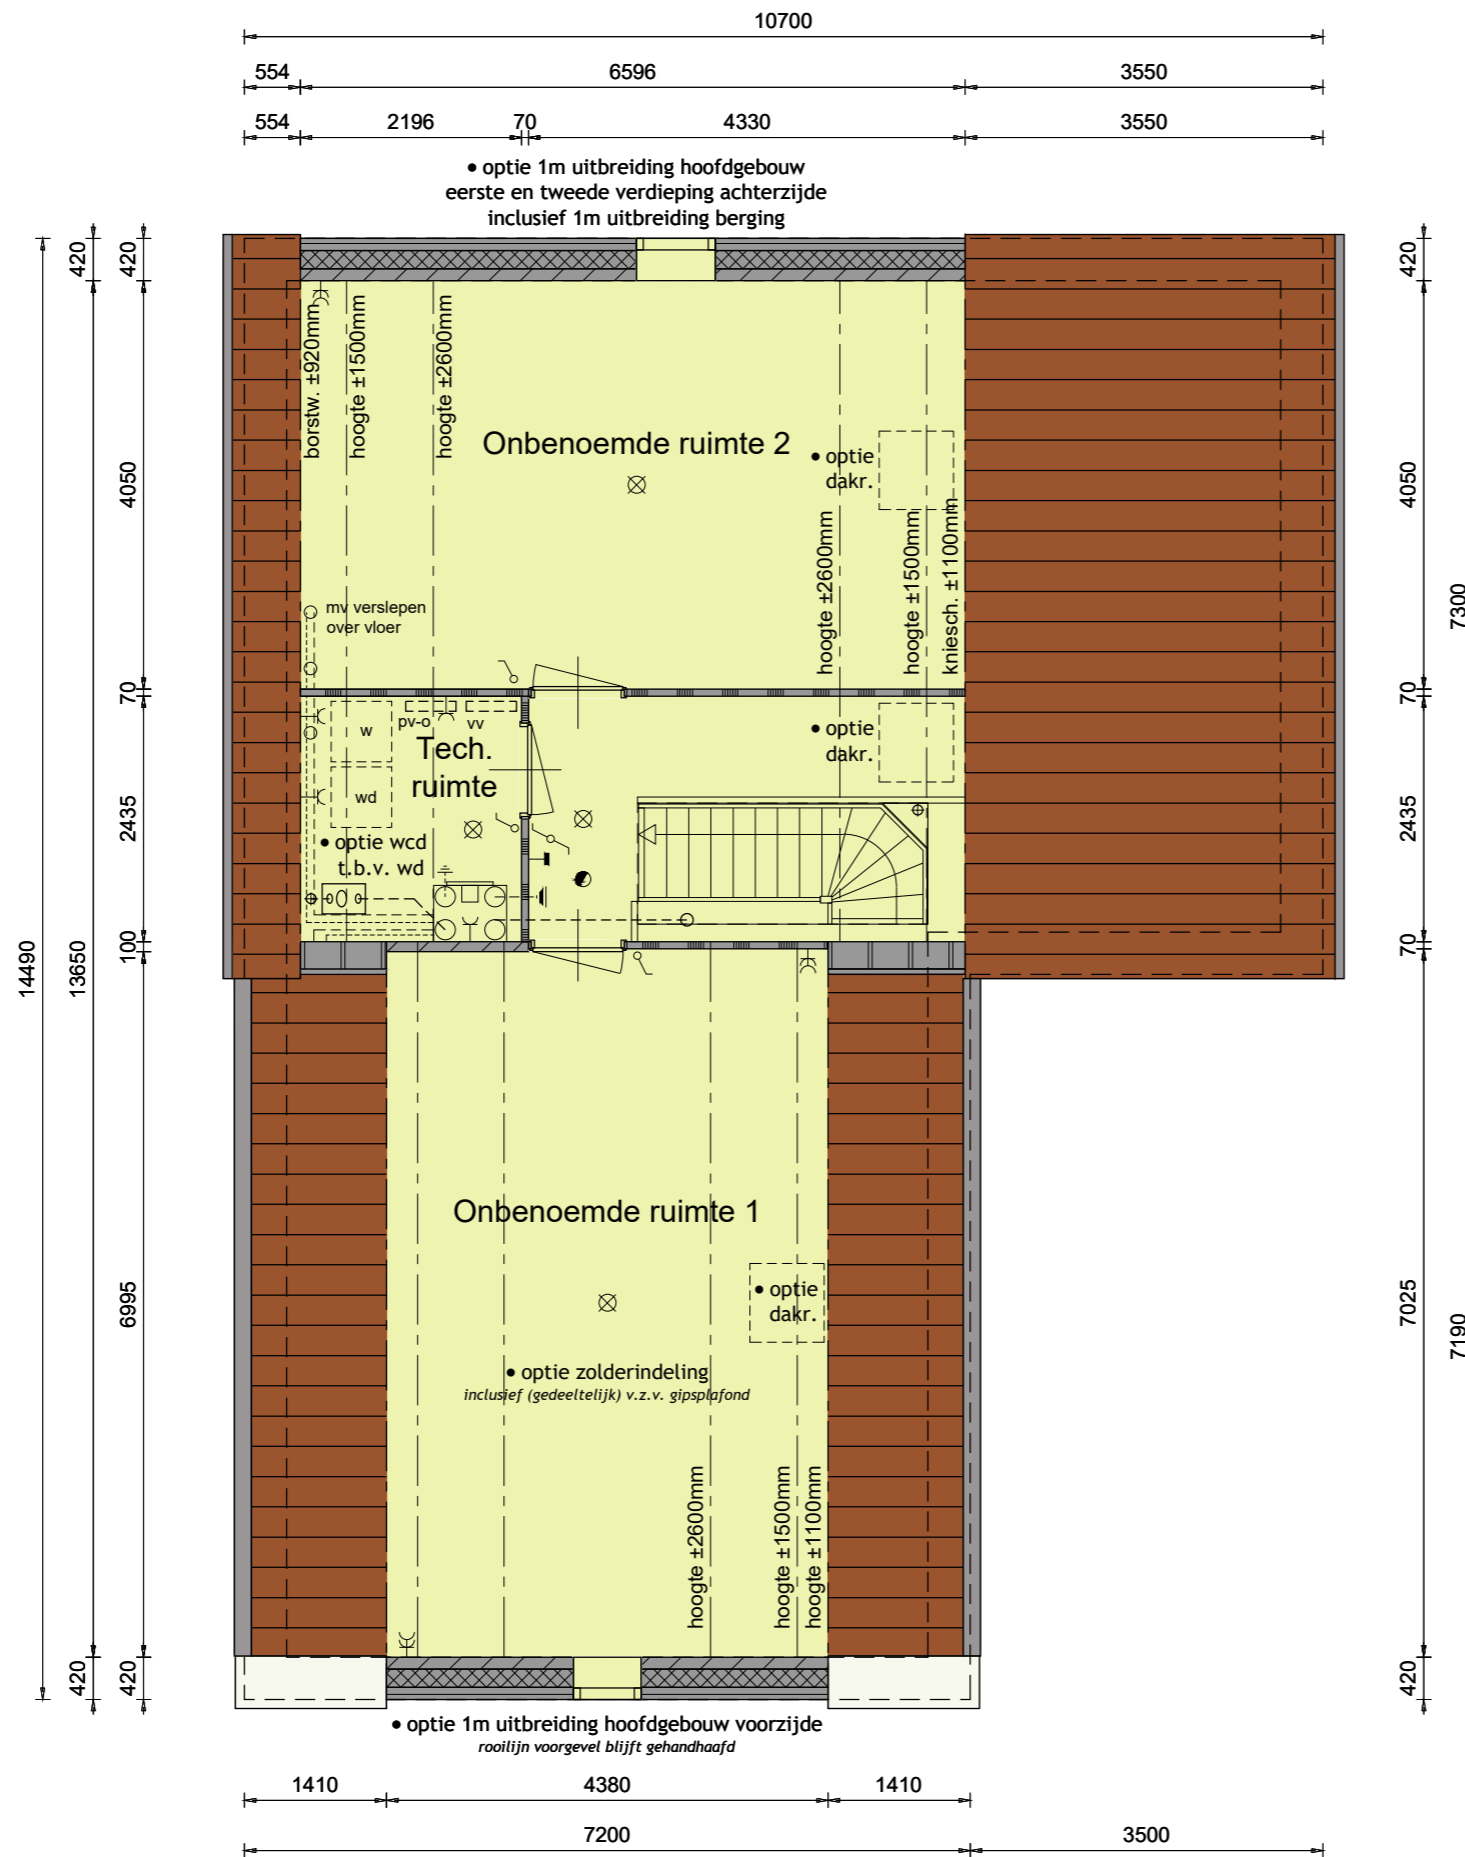 10700
554 6596 3550
554 2196 70 4330 3550
• optie 1m uitbreiding hoofdgebouw
eerste en tweede verdieping achterzijde
inclusief 1m uitbreiding berging
420
420
420
borstw. ±920mm
hoogte ±1500mm
hoogte ±2600mm
Onbenoemde ruimte 2
• optie
dakr.
4050
4050
hoogte ±2600mm
hoogte ±1500mm
kniesch. ±1100mm
7300
mv verslepen
over vloer
70
70
w
pv-o
vv
Tech.
ruimte
• optie
dakr.
wd
2435
2435
• optie wcd
t.b.v. wd
100
70
14490
13650
Onbenoemde ruimte 1
• optie
dakr.
6995
7025
7190
• optie zolderindeling
inclusief (gedeeltelijk) v.z.v. gipsplafond
hoogte ±2600mm
hoogte ±1500mm
hoogte ±1100mm
420
420
420
• optie 1m uitbreiding hoofdgebouw voorzijde
rooilijn voorgevel blijft gehandhaafd
1410 4380 1410
7200 3500